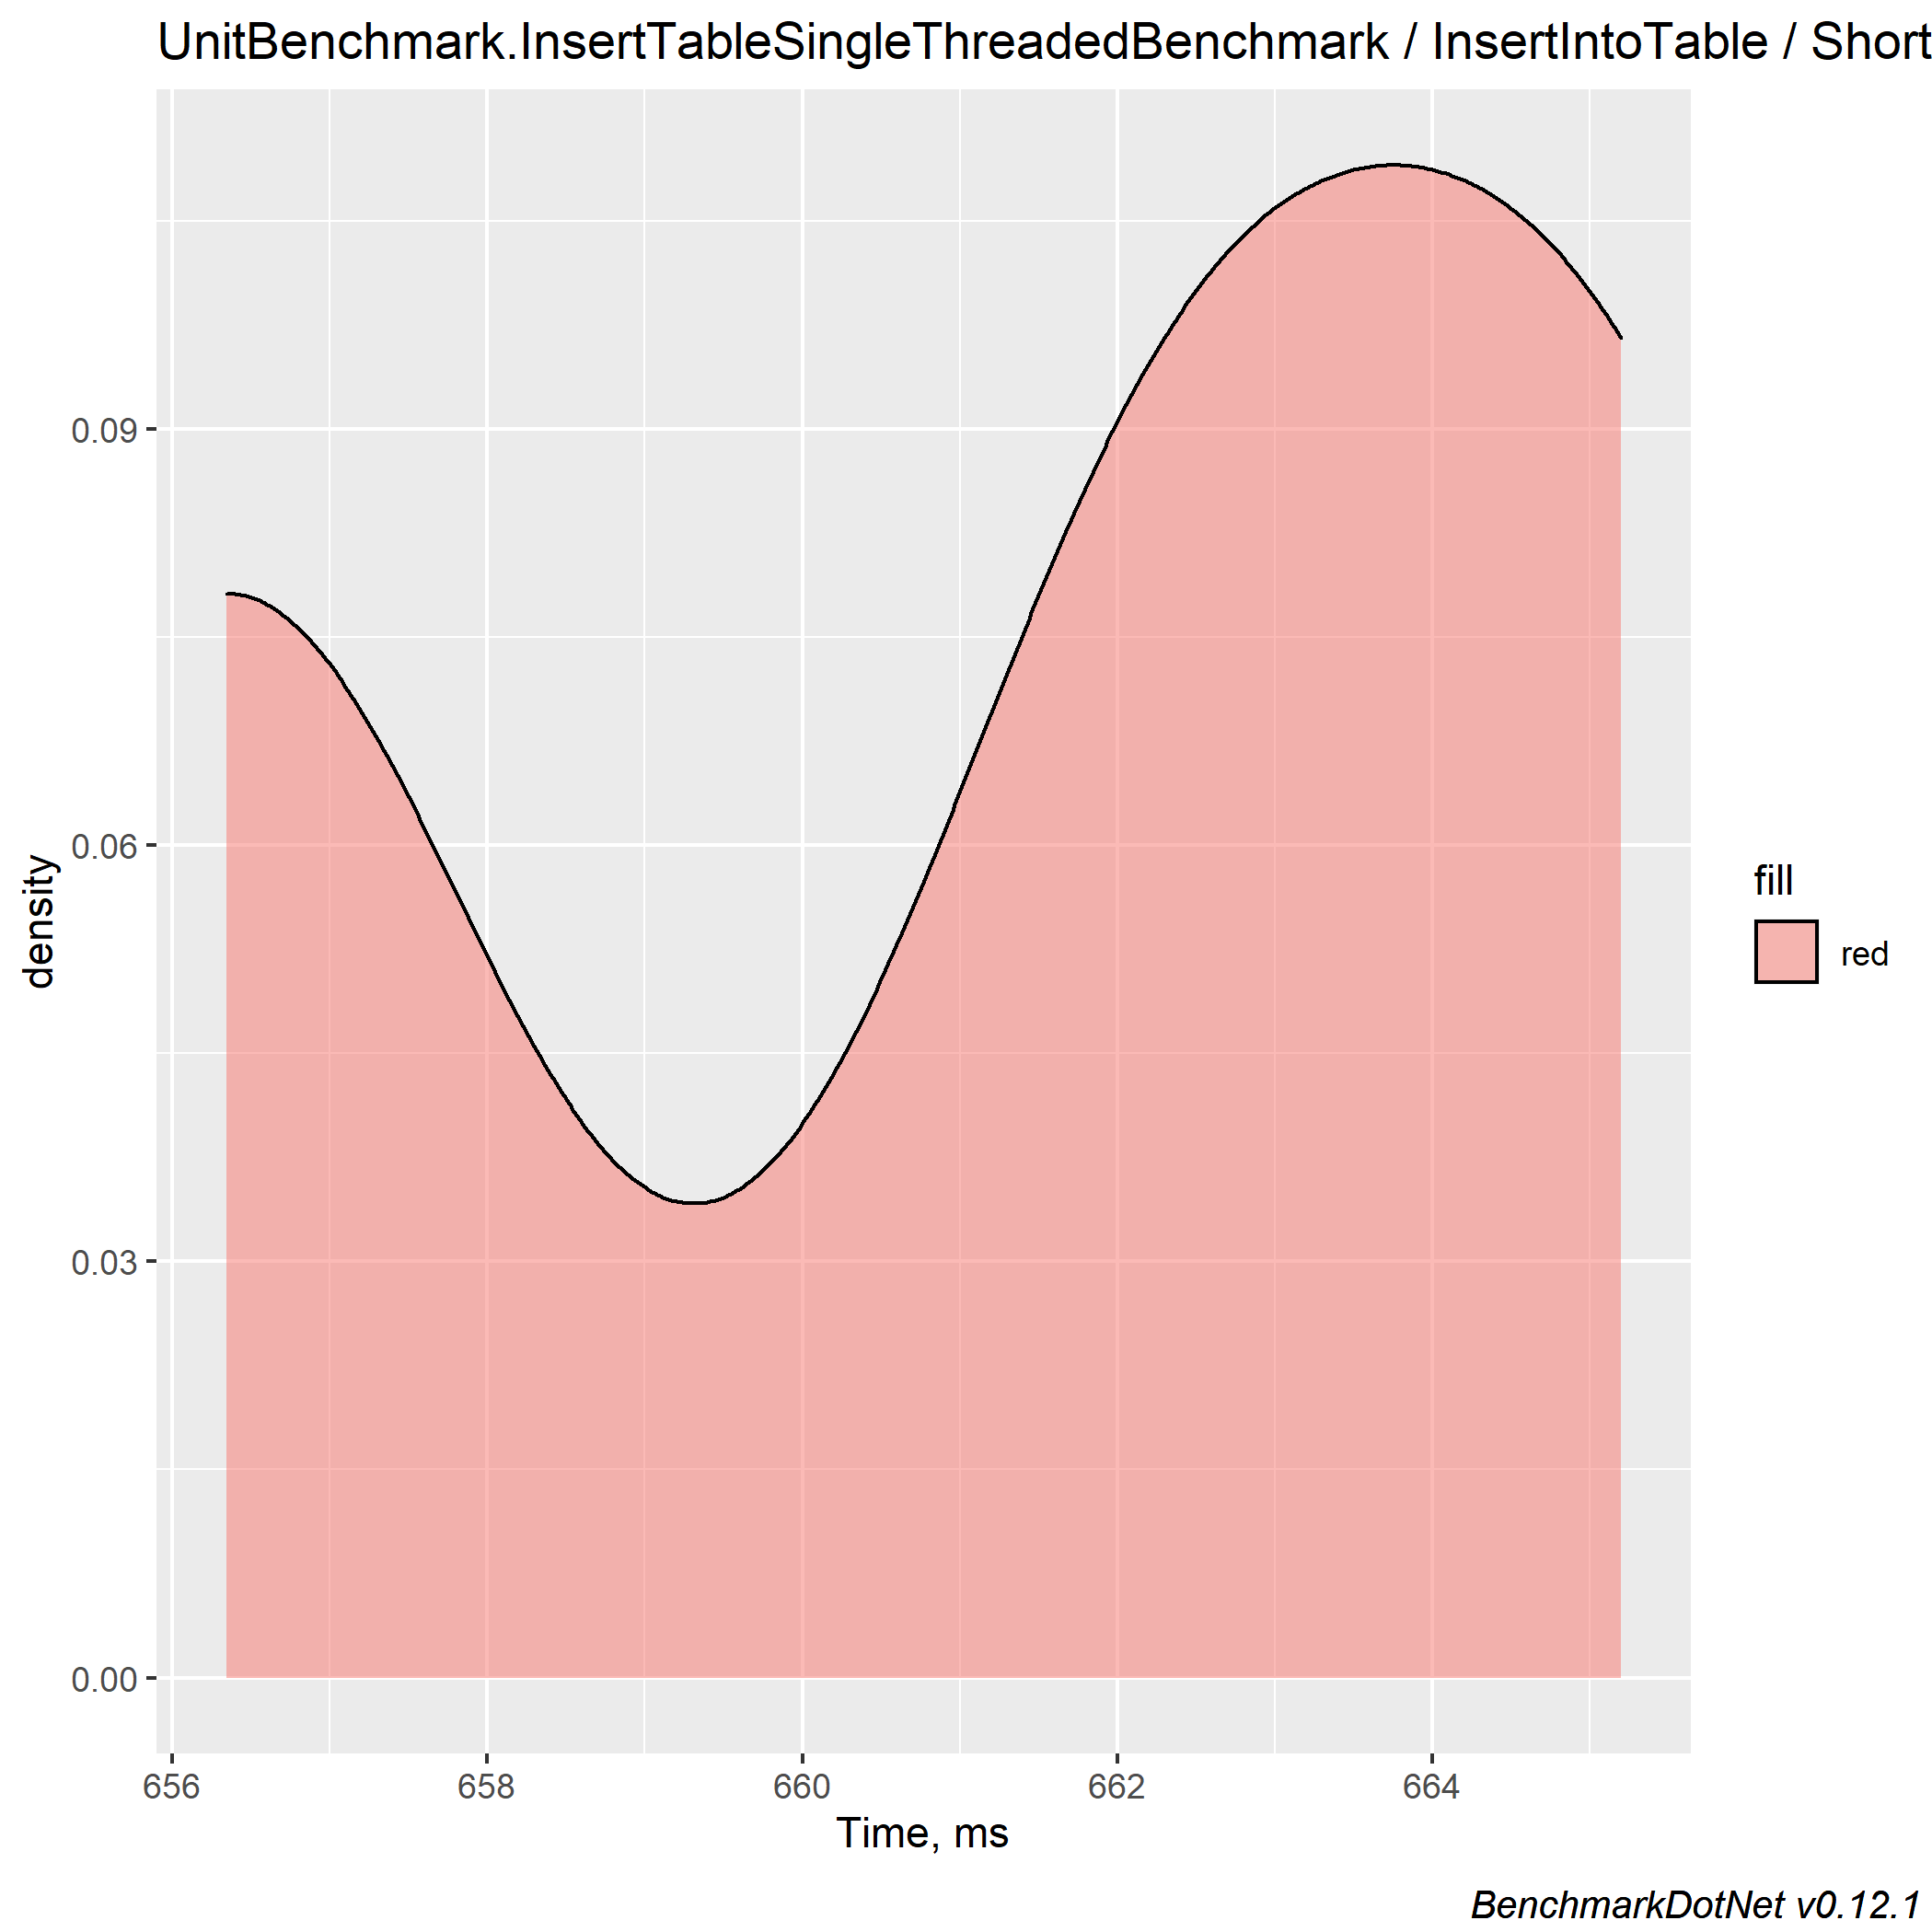 UnitBenchmark.InsertTableSingleThreadedBenchmark / InsertIntoTable / Short
0.09
0.06
0.03
0.00
density
656 658 660 662 664
Time, ms
fill
red
BenchmarkDotNet v0.12.1